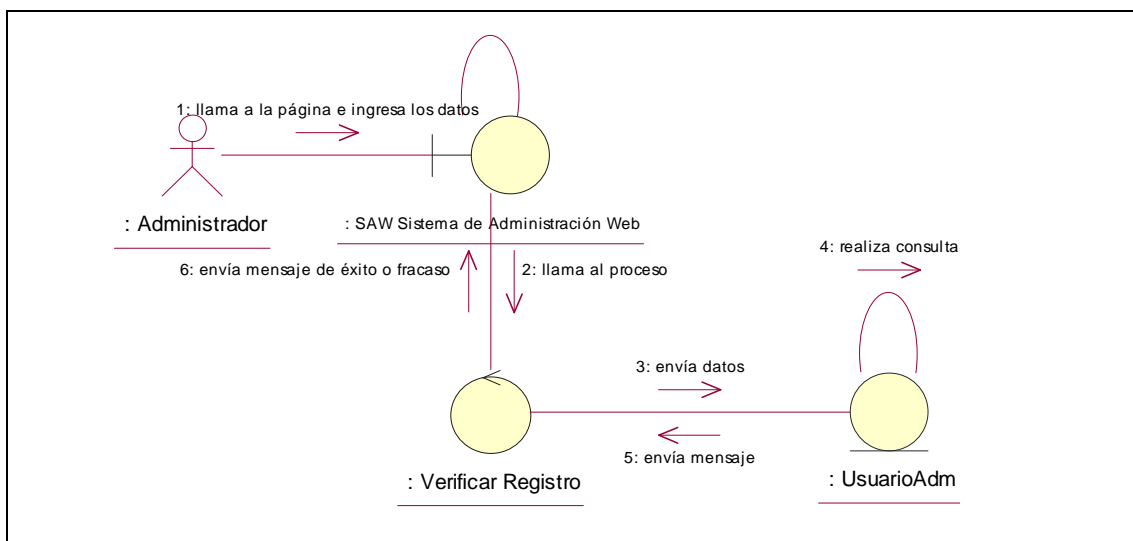 1: llama a la página e ingresa los datos
: Administrador
: SAW Sistema de Administración Web
4: realiza consulta
6: envía mensaje de éxito o fracaso
2: llama al proceso
3: envía datos
5: envía mensaje
: Verificar Registro
: UsuarioAdm